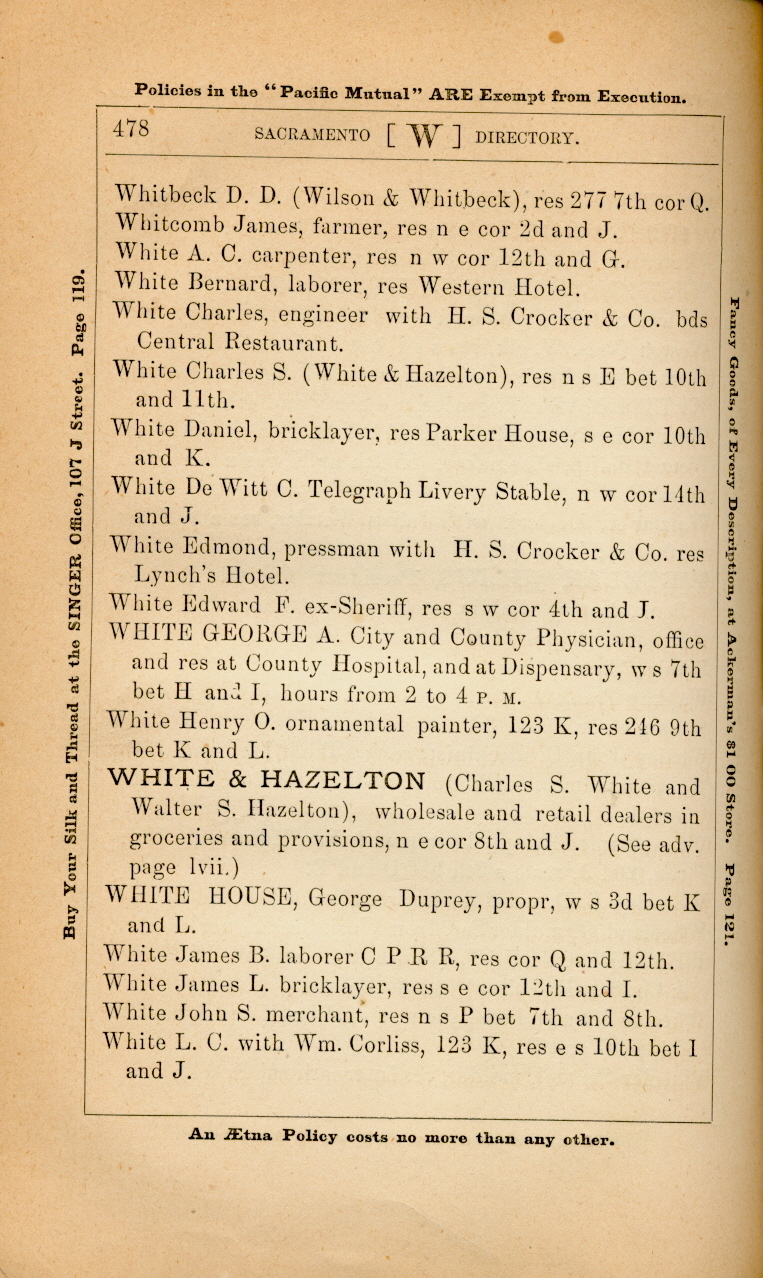 Policies in the “Pacific Mutual” ARE Exempt from Execution.
478 SACRAMENTO [ W ] DIRECTORY.
Whitbeck D. D. (Wilson & Whitbeck), res 277 7th cor Q.
Whitcomb James, farmer, res n e cor 2d and J.
White A. C. carpenter, res n w cor 12th and G.
White Bernard, laborer, res Western Hotel.
White Charles, engineer with H. S. Crocker & Co. bds
Central Restaurant.
White Charles S. (White & Hazelton), res n s E bet 10th
and 11th.
White Daniel, bricklayer, res Parker House, s e cor 10th
and K.
White De Witt C. Telegraph Livery Stable, n w cor 14th
and J.
White Edmond, pressman with H. S. Crocker & Co. res
Lynch's Hotel.
White Edward F. ex-Sheriff, res s w cor 4th and J.
WHITE GEORGE A. City and County Physician, office
and res at County Hospital, and at Dispensary, w s 7th
bet H and I, hours from 2 to 4 P. M.
White Henry O. ornamental painter, 123 K, res 246 9th
bet K and L.
WHITE & HAZELTON (Charles S. White and
Walter S. Hazelton), wholesale and retail dealers in
groceries and provisions, n e cor 8th and J. (See adv.
page lvii.)
WHITE HOUSE, George Duprey, propr, w s 3d bet K
and L.
White James B. laborer C P R R, res cor Q and 12th.
White James L. bricklayer, res s e cor 12th and I.
White John S. merchant, res n s P bet 7th and 8th.
White L. C. with Wm. Corliss, 123 K, res e s 10th bet I
and J.
An Ætna Policy costs no more than any other.
Buy Your Silk and Thread at the SINGER Office, 107 J Street. Page 119.
Fancy Goods, of Every Description, at Ackerman's $1 00 Store. Page 121.